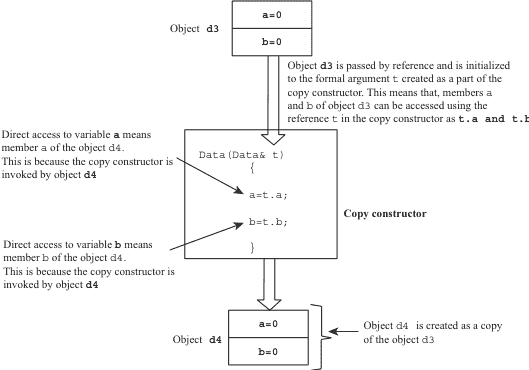 a=0
Object d3
b=0
Object d3 is passed by reference and is initialized
to the formal argument t created as a part of the
copy constructor. This means that, members a
and b of object d3 can be accessed using the
reference t in the copy constructor as t.a and t.b
Direct access to variable a means
member a of the object d4.
This is because the copy constructor is
invoked by object d4
Data(Data& t)
{
a=t.a;
b=t.b;
}
Copy constructor
Direct access to variable b means
member b of the object d4.
This is because the copy constructor is
invoked by object d4
a=0
Object d4
b=0
Object d4 is created as a copy
of the object d3